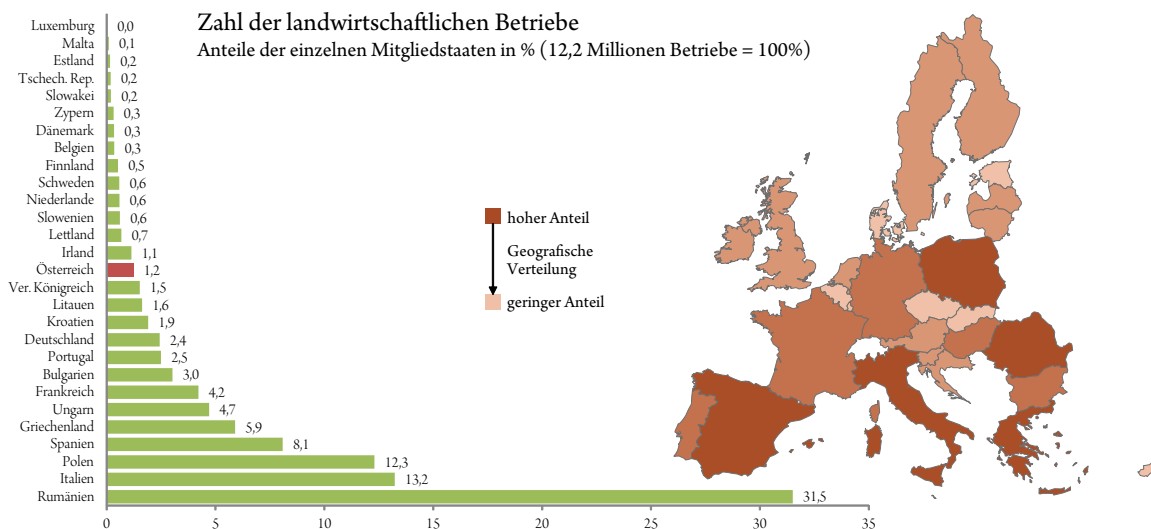 Zahl der landwirtschaftlichen Betriebe
Anteile der einzelnen Mitgliedstaaten in % (12,2 Millionen Betriebe = 100%)
Luxemburg 0,0
Malta 0,1
Estland 0,2
Tschech. Rep. 0,2
Slowakei 0,2
Zypern 0,3
Dänemark 0,3
Belgien 0,3
Finnland 0,5
Schweden 0,6
Niederlande 0,6
Slowenien 0,6
Lettland 0,7
Irland 1,1
Österreich 1,2
Ver. Königreich 1,5
Litauen 1,6
Kroatien 1,9
Deutschland 2,4
Portugal 2,5
Bulgarien 3,0
Frankreich 4,2
Ungarn 4,7
Griechenland 5,9
Spanien 8,1
Polen 12,3
Italien 13,2
Rumänien 31,5
0 5 10 15 20 25 30 35
hoher Anteil
Geografische
Verteilung
geringer Anteil